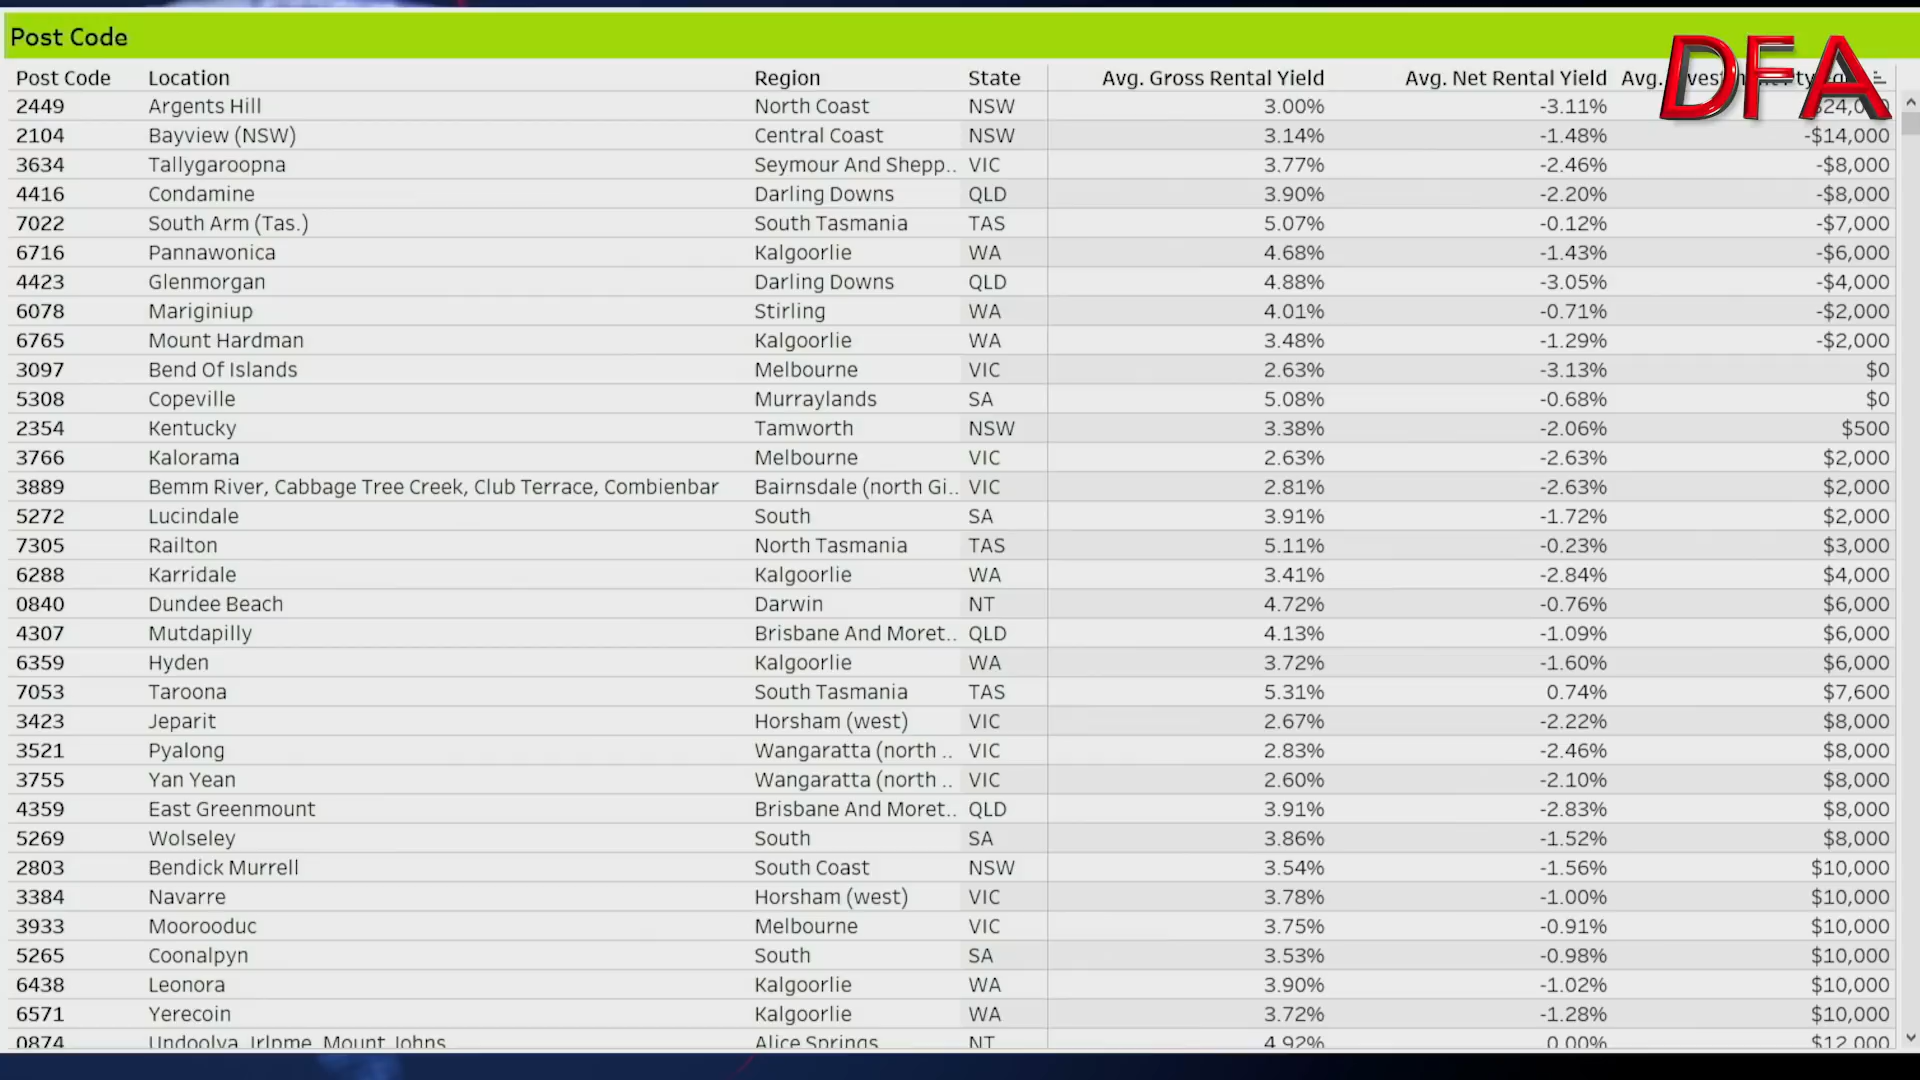 Post Code
DFA
Post Code Location Region State Avg. Gross Rental Yield Avg. Net Rental Yield Avg.
2449 Argents Hill North Coast NSW 3.00% -3.11%
2104 Bayview (NSW) Central Coast NSW 3.14% -1.48% -$14,000
3634 Tallygaroopna Seymour And Shepp.. VIC 3.77% -2.46% -$8,000
4416 Condamine Darling Downs QLD 3.90% -2.20% -$8,000
7022 South Arm (Tas.) South Tasmania TAS 5.07% -0.12% -$7,000
6716 Pannawonica Kalgoorlie WA 4.68% -1.43% -$6,000
4423 Glenmorgan Darling Downs QLD 4.88% -3.05% -$4,000
6078 Mariginiup Stirling WA 4.01% -0.71% -$2,000
6765 Mount Hardman Kalgoorlie WA 3.48% -1.29% -$2,000
3097 Bend Of Islands Melbourne VIC 2.63% -3.13% $0
5308 Copeville Murraylands SA 5.08% -0.68% $0
2354 Kentucky Tamworth NSW 3.38% -2.06% $500
3766 Kalorama Melbourne VIC 2.63% -2.63% $2,000
3889 Bemm River, Cabbage Tree Creek, Club Terrace, Combienbar Bairnsdale (north Gi.. VIC 2.81% -2.63% $2,000
5272 Lucindale South SA 3.91% -1.72% $2,000
7305 Railton North Tasmania TAS 5.11% -0.23% $3,000
6288 Karridale Kalgoorlie WA 3.41% -2.84% $4,000
0840 Dundee Beach Darwin NT 4.72% -0.76% $6,000
4307 Mutdapilly Brisbane And Moret.. QLD 4.13% -1.09% $6,000
6359 Hyden Kalgoorlie WA 3.72% -1.60% $6,000
7053 Taroona South Tasmania TAS 5.31% 0.74% $7,600
3423 Jeparit Horsham (west) VIC 2.67% -2.22% $8,000
3521 Pyalong Wangaratta (north .. VIC 2.83% -2.46% $8,000
3755 Yan Yean Wangaratta (north .. VIC 2.60% -2.10% $8,000
4359 East Greenmount Brisbane And Moret.. QLD 3.91% -2.83% $8,000
5269 Wolseley South SA 3.86% -1.52% $8,000
2803 Bendick Murrell South Coast NSW 3.54% -1.56% $10,000
3384 Navarre Horsham (west) VIC 3.78% -1.00% $10,000
3933 Moorooduc Melbourne VIC 3.75% -0.91% $10,000
5265 Coonalpyn South SA 3.53% -0.98% $10,000
6438 Leonora Kalgoorlie WA 3.90% -1.02% $10,000
6571 Yerecoin Kalgoorlie WA 3.72% -1.28% $10,000
0874 Undoolya, Irlpme, Mount Johns Alice Springs NT 4.92% 0.00% $12,000